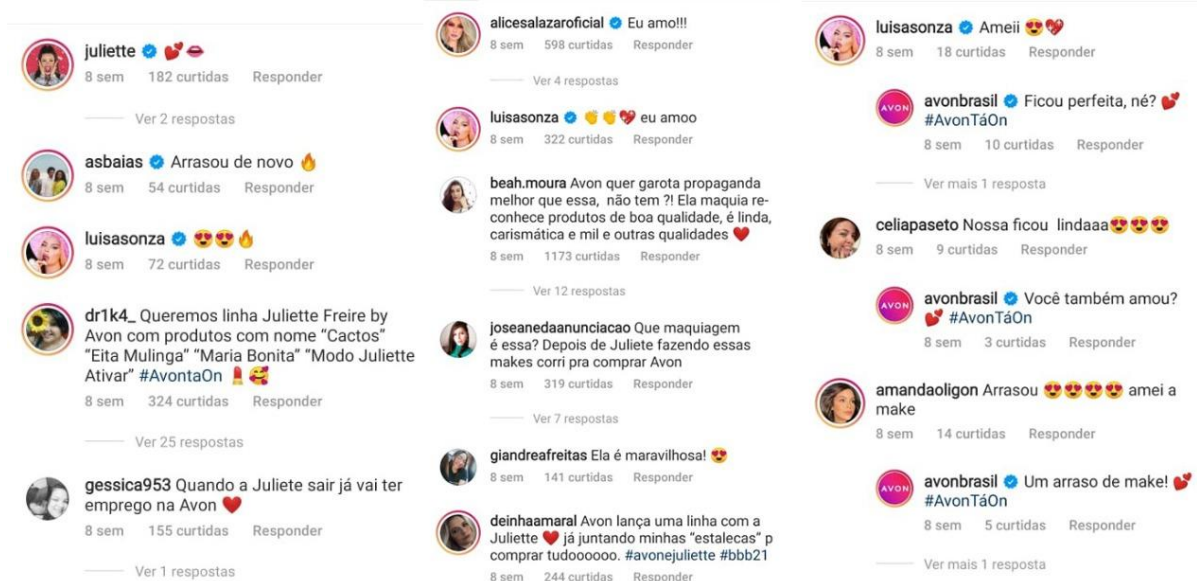 juliette 💕👄
8 sem 182 curtidas Responder
Ver 2 respostas
asbaias Arrasou de novo 🔥
8 sem 54 curtidas Responder
luisasonza 😍😍🔥
8 sem 72 curtidas Responder
dr1k4_ Queremos linha Juliette Freire by
Avon com produtos com nome “Cactos”
“Eita Mulinga” “Maria Bonita” “Modo Juliette
Ativar” #AvontaOn 💄🥰
8 sem 324 curtidas Responder
Ver 25 respostas
gessica953 Quando a Juliete sair já vai ter
emprego na Avon ❤️
8 sem 155 curtidas Responder
Ver 1 respostas
alicesalazaroficial Eu amo!!!
8 sem 598 curtidas Responder
Ver 4 respostas
luisasonza 👏👏💖 eu amoo
8 sem 322 curtidas Responder
beah.moura Avon quer garota propaganda
melhor que essa, não tem ?! Ela maquia re-
conhece produtos de boa qualidade, é linda,
carismática e mil e outras qualidades ❤️
8 sem 1173 curtidas Responder
Ver 12 respostas
joseanedaanunciacao Que maquiagem
é essa? Depois de Juliete fazendo essas
makes corri pra comprar Avon
8 sem 319 curtidas Responder
Ver 7 respostas
giandreafreitas Ela é maravilhosa! 😍
8 sem 141 curtidas Responder
deinhaamaral Avon lança uma linha com a
Juliette ❤️ já juntando minhas “estalecas” p
comprar tudoooooo. #avonejuliette #bbb21
8 sem 244 curtidas Responder
luisasonza Ameii 😍💖
8 sem 18 curtidas Responder
AVON
avonbrasil Ficou perfeita, né? 💕
#AvonTáOn
8 sem 10 curtidas Responder
Ver mais 1 resposta
celiapaseto Nossa ficou lindaaa😍😍😍
8 sem 9 curtidas Responder
AVON
avonbrasil Você também amou?
💕 #AvonTáOn
8 sem 3 curtidas Responder
amandaoligon Arrasou 😍😍😍😍 amei a
make
8 sem 14 curtidas Responder
AVON
avonbrasil Um arraso de make! 💕
#AvonTáOn
8 sem 5 curtidas Responder
Ver mais 1 resposta